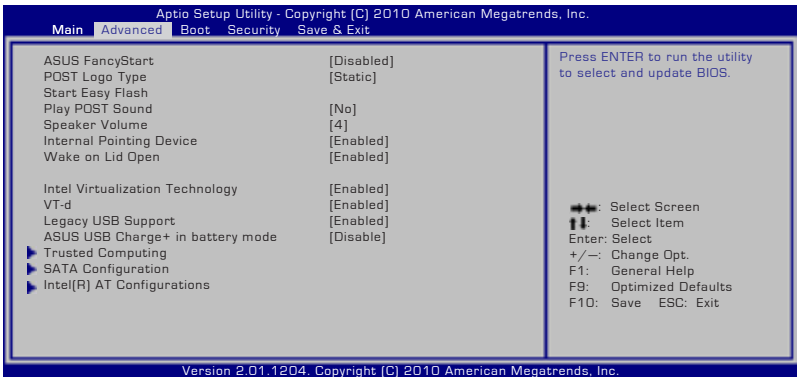 Aptio Setup Utility - Copyright (C) 2010 American Megatrends, Inc.
Main Advanced Boot Security Save & Exit
ASUS FancyStart [Disabled]
POST Logo Type [Static]
Start Easy Flash
Play POST Sound [No]
Speaker Volume [4]
Internal Pointing Device [Enabled]
Wake on Lid Open [Enabled]
Intel Virtualization Technology [Enabled]
VT-d [Enabled]
Legacy USB Support [Enabled]
ASUS USB Charge+ in battery mode [Disable]
Trusted Computing
SATA Configuration
Intel(R) AT Configurations
Press ENTER to run the utility
to select and update BIOS.
→←: Select Screen
↑↓: Select Item
Enter: Select
+/—: Change Opt.
F1: General Help
F9: Optimized Defaults
F10: Save ESC: Exit
Version 2.01.1204. Copyright (C) 2010 American Megatrends, Inc.